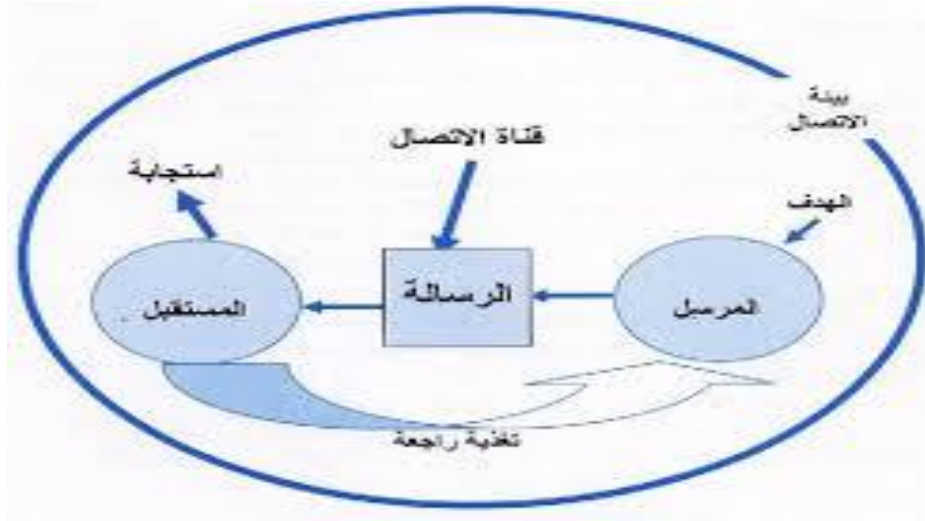 بيئة
الاتصال
قناة الاتصال
استجابة
الهدف
المرسل
الرسالة
المستقبل
تغذية راجعة